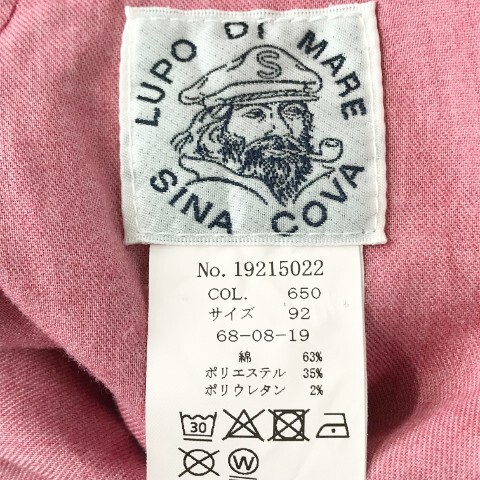 LUPO DI MARE
S
SINA COVA
No. 19215022
COL. 650
サイズ 92
68-08-19
綿 63%
ポリエステル 35%
ポリウレタン 2%
30
W